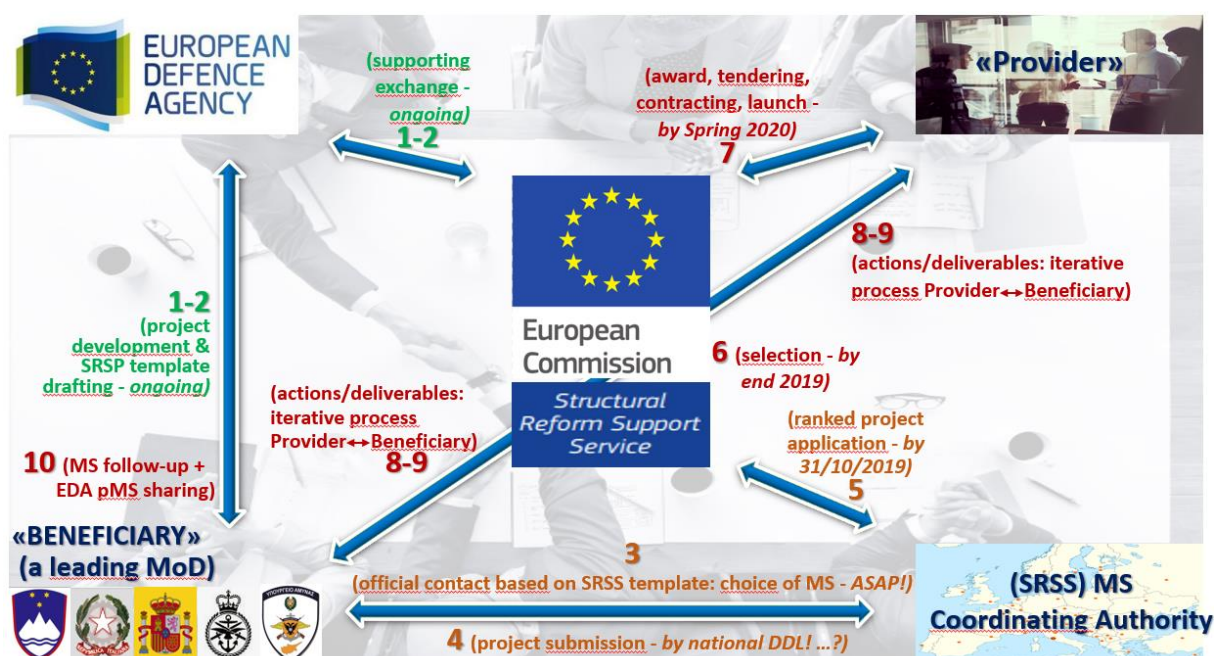 EUROPEAN
DEFENCE
AGENCY
(supporting
exchange -
ongoing)
1-2
(award, tendering,
contracting, launch -
by Spring 2020)
7
«Provider»
8-9
(actions/deliverables: iterative
process Provider↔Beneficiary)
1-2
(project
development &
SRSP template
drafting - ongoing)
European
Commission
Structural
Reform Support
Service
6 (selection - by
end 2019)
(actions/deliverables:
iterative process
Provider↔Beneficiary)
8-9
(ranked project
application - by
31/10/2019)
5
10 (MS follow-up +
EDA pMS sharing)
«BENEFICIARY»
(a leading MoD)
3
(official contact based on SRSS template: choice of MS - ASAP!)
4 (project submission - by national DDL! ...?)
(SRSS) MS
Coordinating Authority